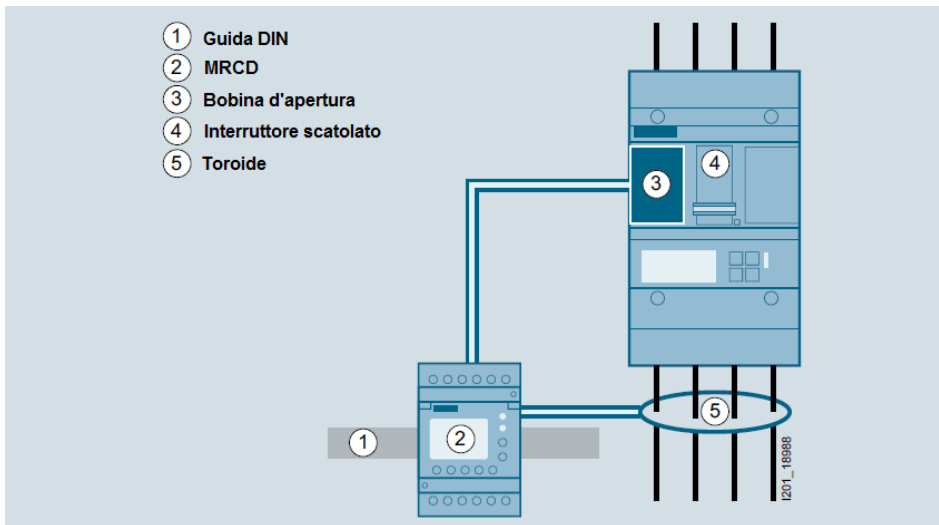 1 Guida DIN
2 MRCD
3 Bobina d'apertura
4 Interruttore scatolato
5 Toroide
3
4
5
1
2
I201_18988